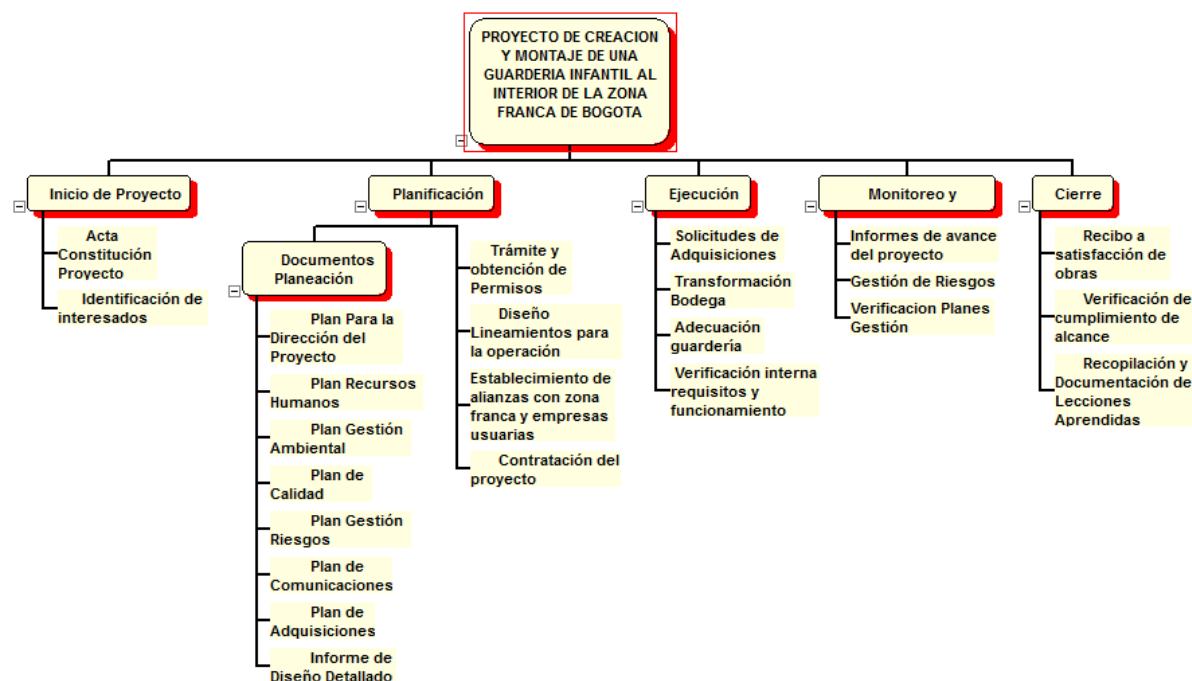 PROYECTO DE CREACION
Y MONTAJE DE UNA
GUARDERIA INFANTIL AL
INTERIOR DE LA ZONA
FRANCA DE BOGOTA
Inicio de Proyecto
Acta
Constitución
Proyecto
Identificación de
interesados
Planificación
Documentos
Planeación
Plan Para la
Dirección del
Proyecto
Plan Recursos
Humanos
Plan Gestión
Ambiental
Plan de
Calidad
Plan Gestión
Riesgos
Plan de
Comunicaciones
Plan de
Adquisiciones
Informe de
Diseño Detallado
Trámite y
obtención de
Permisos
Diseño
Lineamientos para
la operación
Establecimiento de
alianzas con zona
franca y empresas
usuarias
Contratación del
proyecto
Ejecución
Solicitudes de
Adquisiciones
Transformación
Bodega
Adecuación
guardería
Verificación interna
requisitos y
funcionamiento
Monitoreo y
Informes de avance
del proyecto
Gestión de Riesgos
Verificacion Planes
Gestión
Cierre
Recibo a
satisfacción de
obras
Verificación de
cumplimiento de
alcance
Recopilación y
Documentación de
Lecciones
Aprendidas